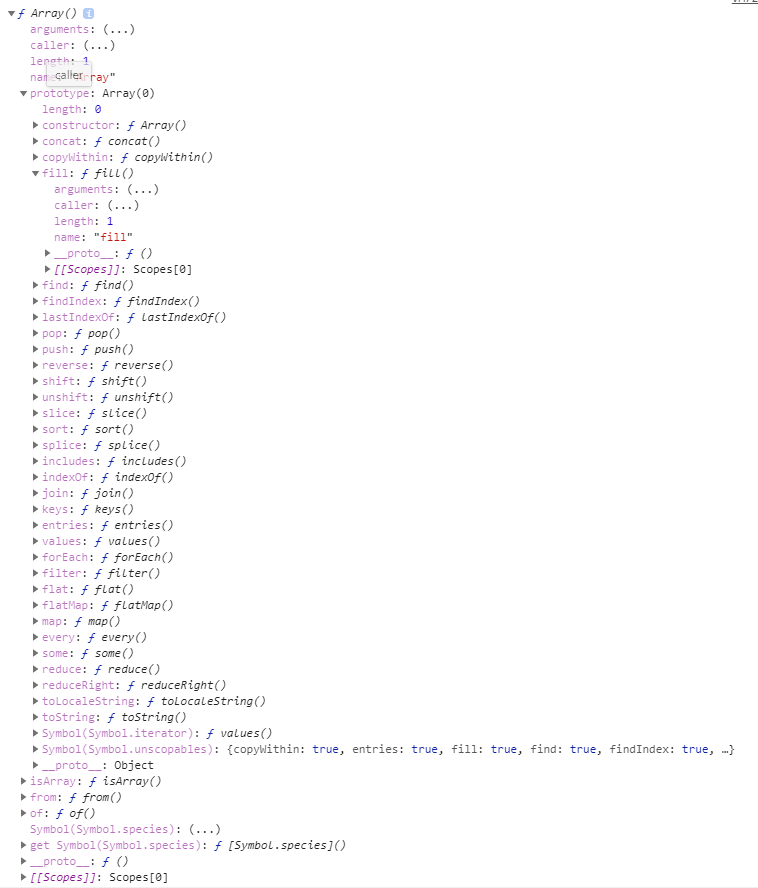 ƒ Array() i
arguments: (...)
caller: (...)
length: 1
name: "Array"
caller
prototype: Array(0)
length: 0
constructor: ƒ Array()
concat: ƒ concat()
copyWithin: ƒ copyWithin()
fill: ƒ fill()
arguments: (...)
caller: (...)
length: 1
name: "fill"
__proto__: ƒ ()
[[Scopes]]: Scopes[0]
find: ƒ find()
findIndex: ƒ findIndex()
lastIndexOf: ƒ lastIndexOf()
pop: ƒ pop()
push: ƒ push()
reverse: ƒ reverse()
shift: ƒ shift()
unshift: ƒ unshift()
slice: ƒ slice()
sort: ƒ sort()
splice: ƒ splice()
includes: ƒ includes()
indexOf: ƒ indexOf()
join: ƒ join()
keys: ƒ keys()
entries: ƒ entries()
values: ƒ values()
forEach: ƒ forEach()
filter: ƒ filter()
flat: ƒ flat()
flatMap: ƒ flatMap()
map: ƒ map()
every: ƒ every()
some: ƒ some()
reduce: ƒ reduce()
reduceRight: ƒ reduceRight()
toLocaleString: ƒ toLocaleString()
toString: ƒ toString()
Symbol(Symbol.iterator): ƒ values()
Symbol(Symbol.unscopables): {copyWithin: true, entries: true, fill: true, find: true, findIndex: true, …}
__proto__: Object
isArray: ƒ isArray()
from: ƒ from()
of: ƒ of()
Symbol(Symbol.species): (...)
get Symbol(Symbol.species): ƒ [Symbol.species]()
__proto__: ƒ ()
[[Scopes]]: Scopes[0]